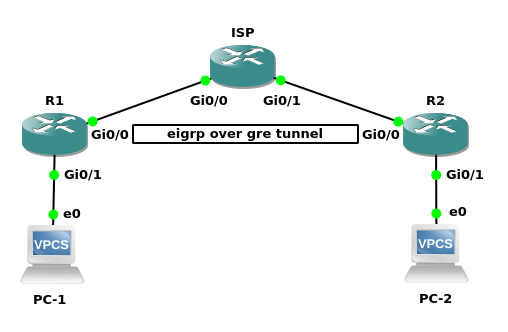 ISP
Gi0/0
Gi0/1
R1
R2
Gi0/0
eigrp over gre tunnel
Gi0/0
Gi0/1
Gi0/1
e0
e0
VPCS
VPCS
PC-1
PC-2